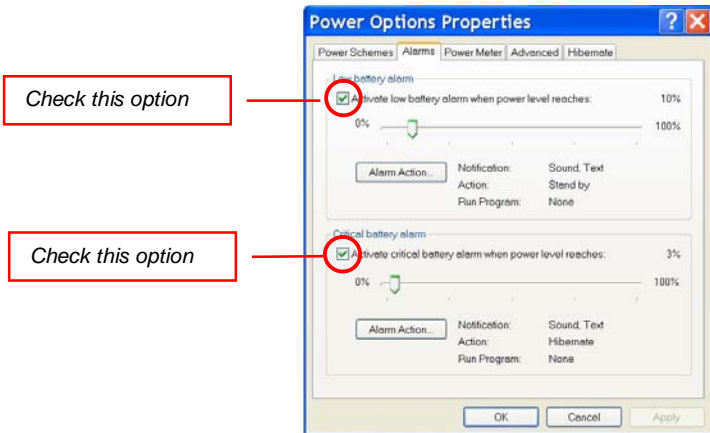 Power Options Properties
Power Schemes Alarms Power Meter Advanced Hibernate
Low battery alarm
Check this option
Activate low battery alarm when power level reaches: 10%
0% 100%
Alarm Action...
Notification: Sound, Text
Action: Stand by
Run Program: None
Critical battery alarm
Check this option
Activate critical battery alarm when power level reaches: 3%
0% 100%
Alarm Action...
Notification: Sound, Text
Action: Hibernate
Run Program: None
OK Cancel Apply